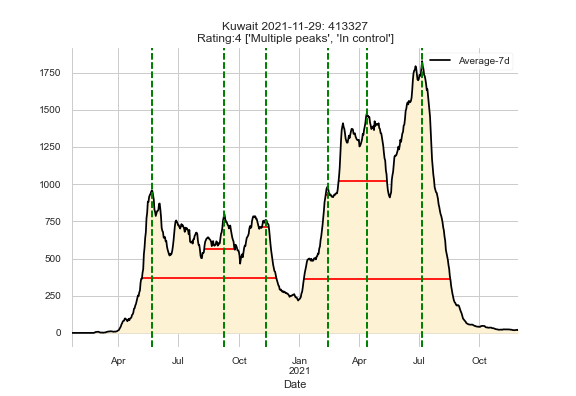 Kuwait 2021-11-29: 413327
Rating:4 ['Multiple peaks', 'In control']
Average-7d
1750
1500
1250
1000
750
500
250
0
Apr Jul Oct Jan Apr Jul Oct
2021
Date